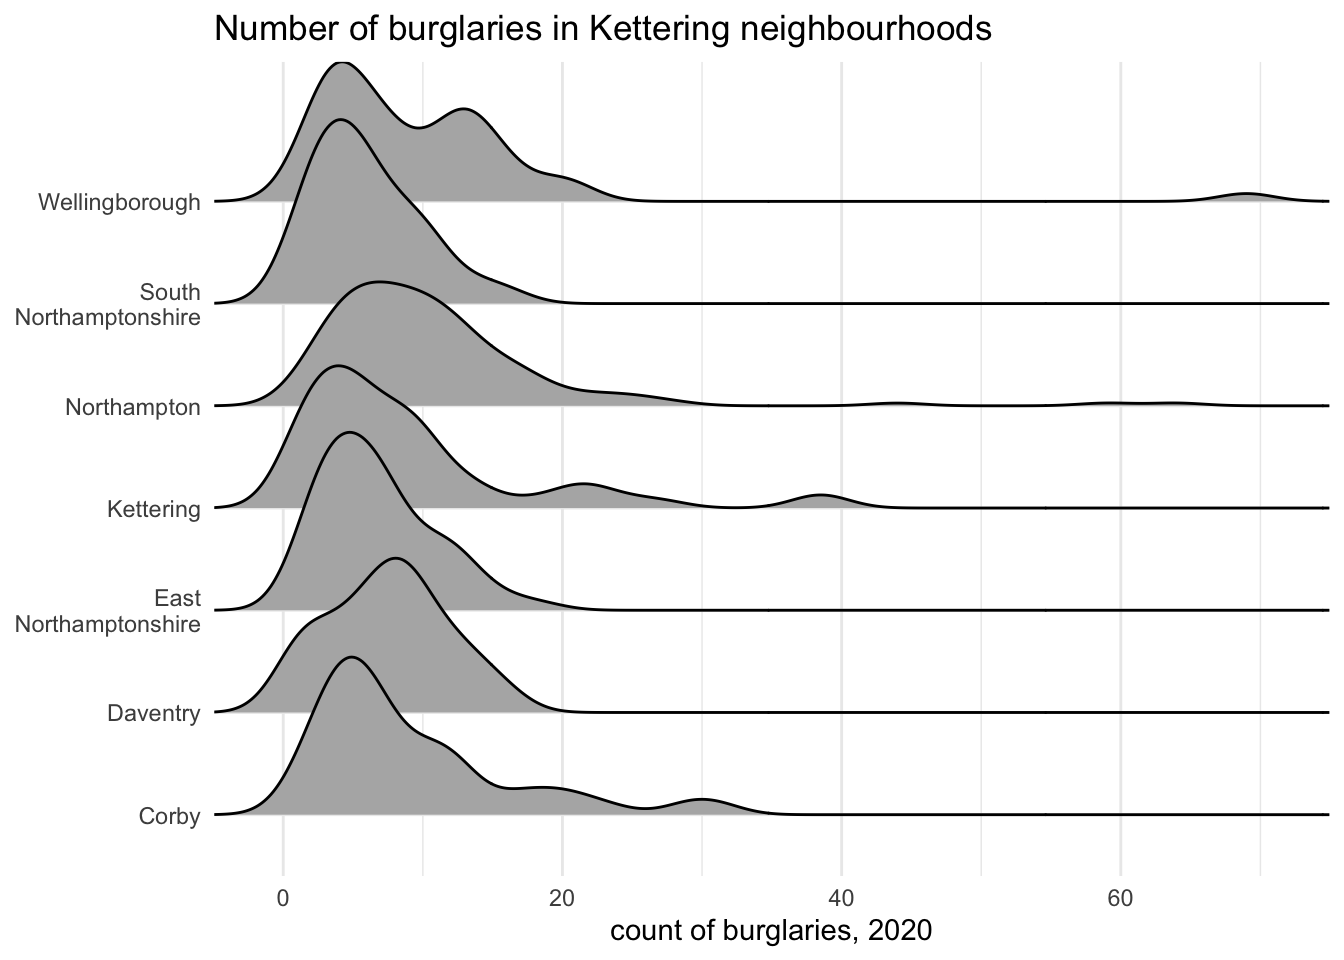 Number of burglaries in Kettering neighbourhoods
Wellingborough
South
Northamptonshire
Northampton
Kettering
East
Northamptonshire
Daventry
Corby
0 20 40 60
count of burglaries, 2020